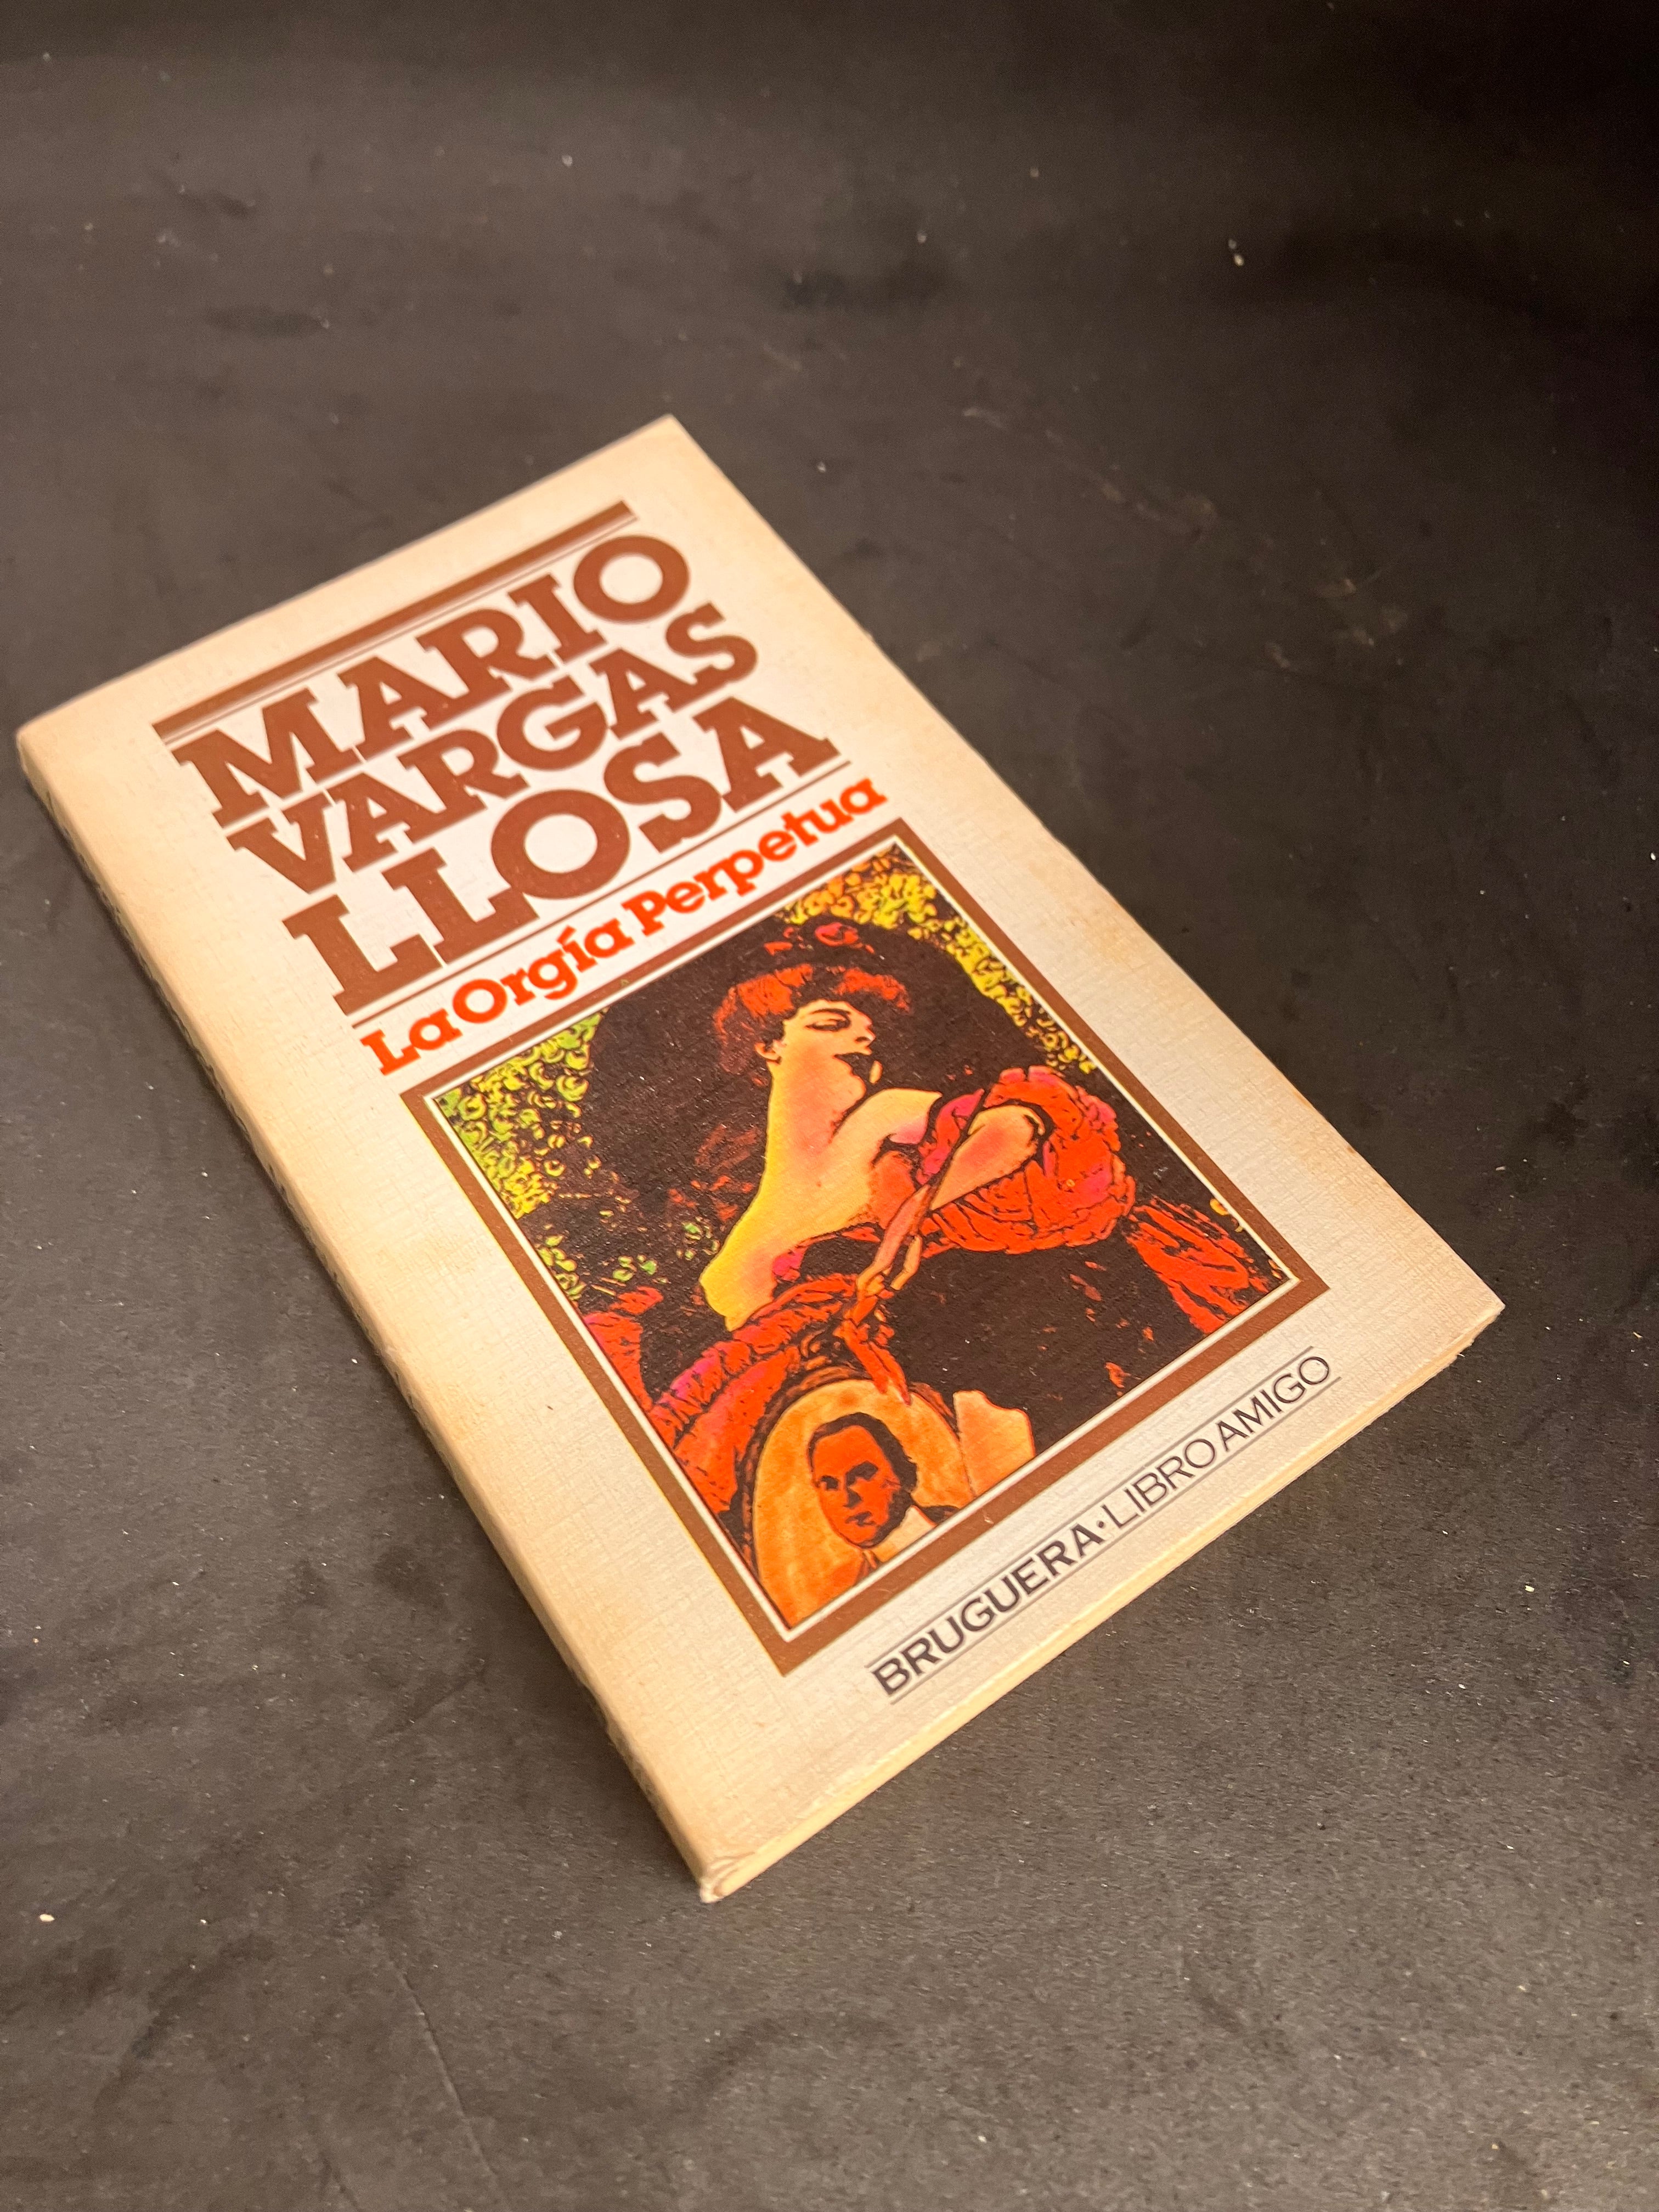 MARIO
VARGAS
LLOSA
La Orgía Perpetua
BRUGUERA·LIBRO AMIGO